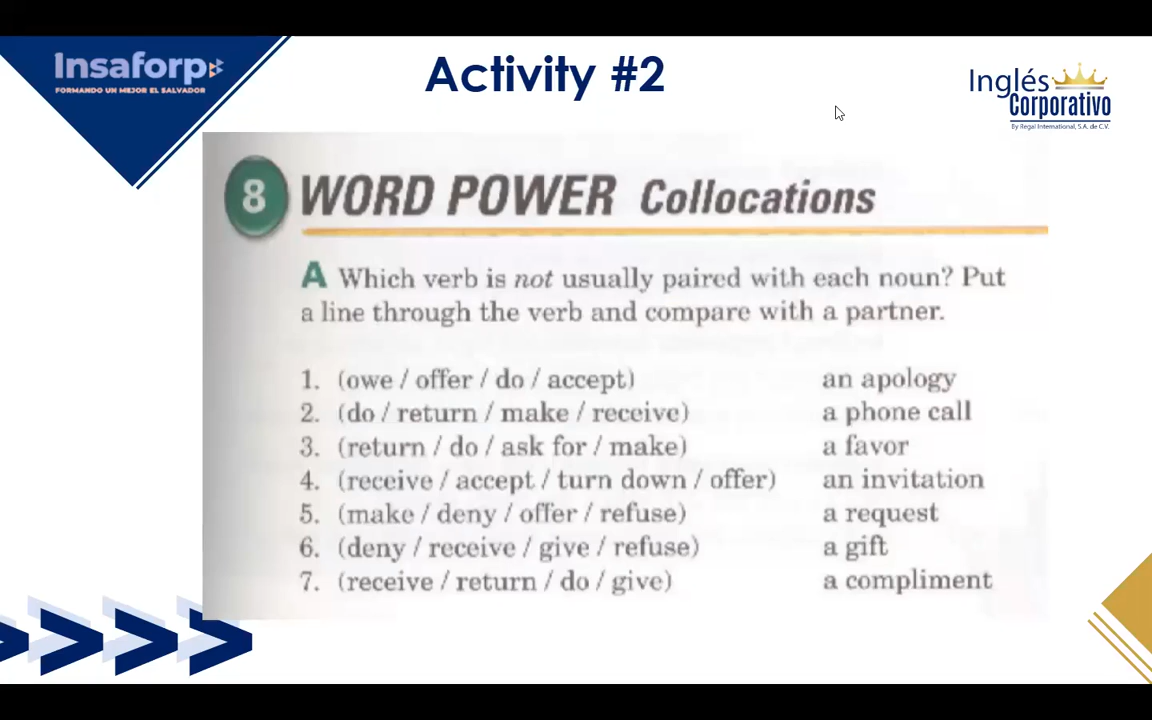 Insaforp
FORMANDO UN MEJOR EL SALVADOR
Activity #2
Inglés
Corporativo
By Regal International, S.A. de C.V.
8 WORD POWER Collocations
A Which verb is not usually paired with each noun? Put
a line through the verb and compare with a partner.
1. (owe / offer / do / accept) an apology
2. (do / return / make / receive) a phone call
3. (return / do / ask for / make) a favor
4. (receive / accept / turn down / offer) an invitation
5. (make / deny / offer / refuse) a request
6. (deny / receive / give / refuse) a gift
7. (receive / return / do / give) a compliment